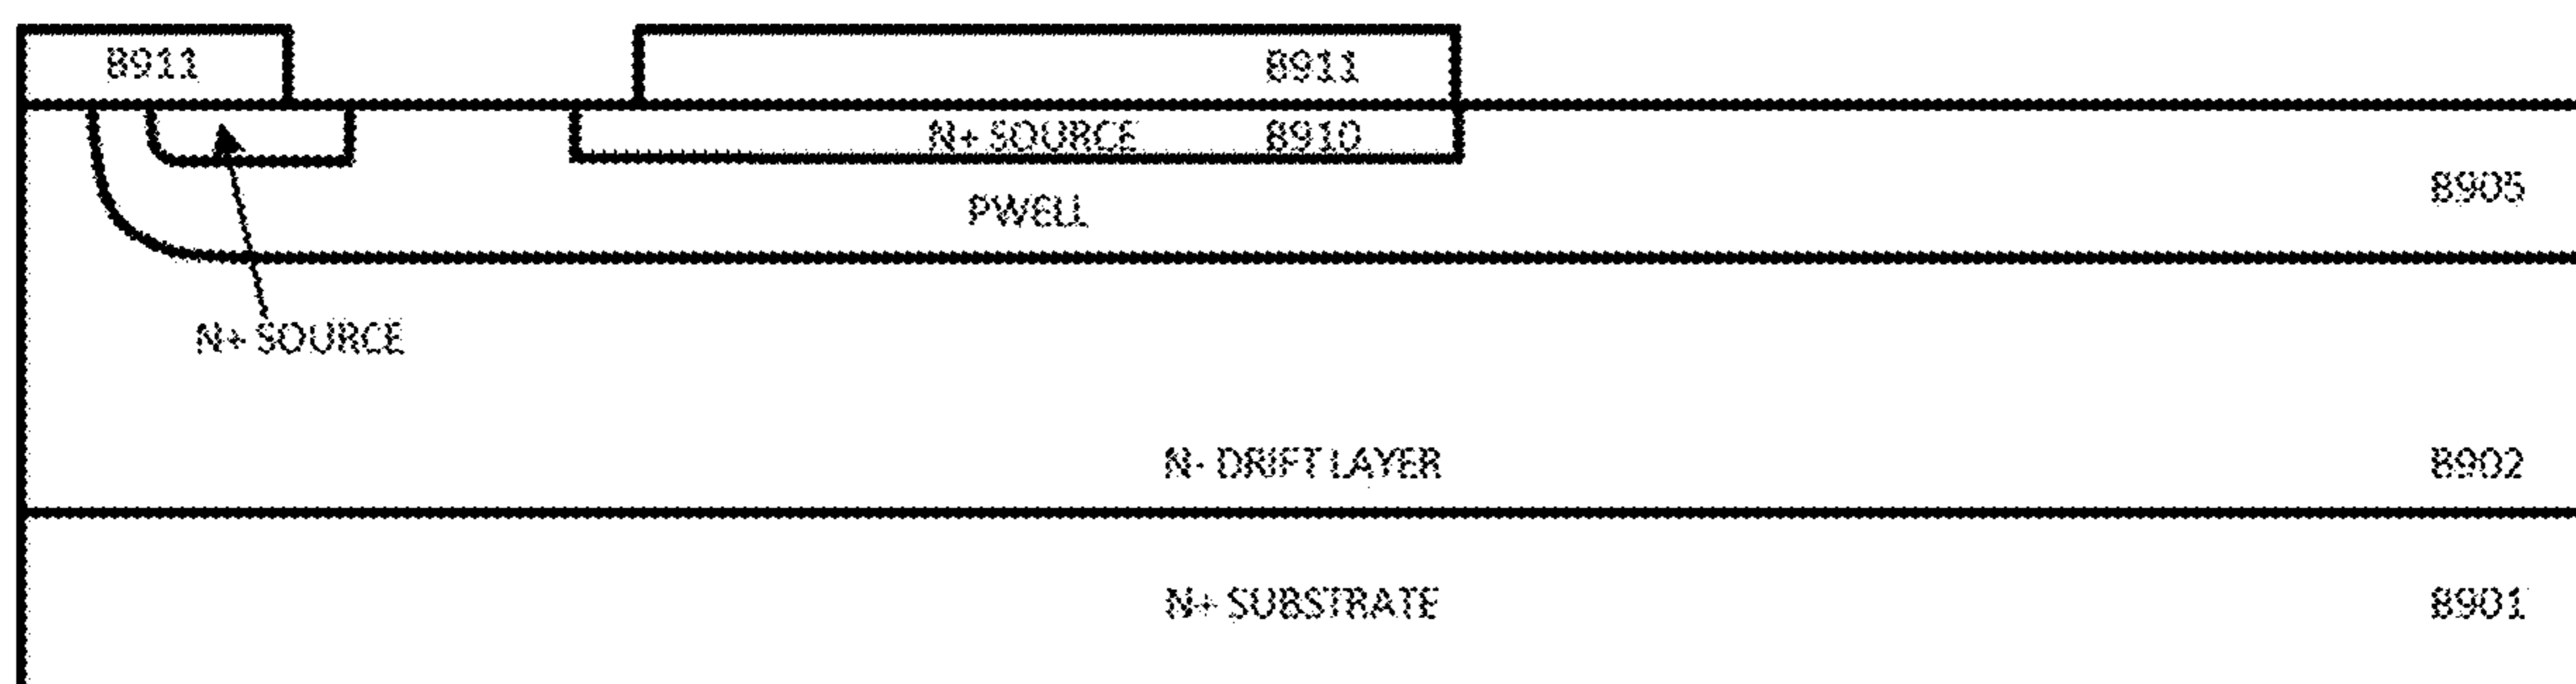 8911
8911
N+ SOURCE 8910
8905
PWELL
N+ SOURCE
N- DRIFT LAYER 8902
N+ SUBSTRATE 8901